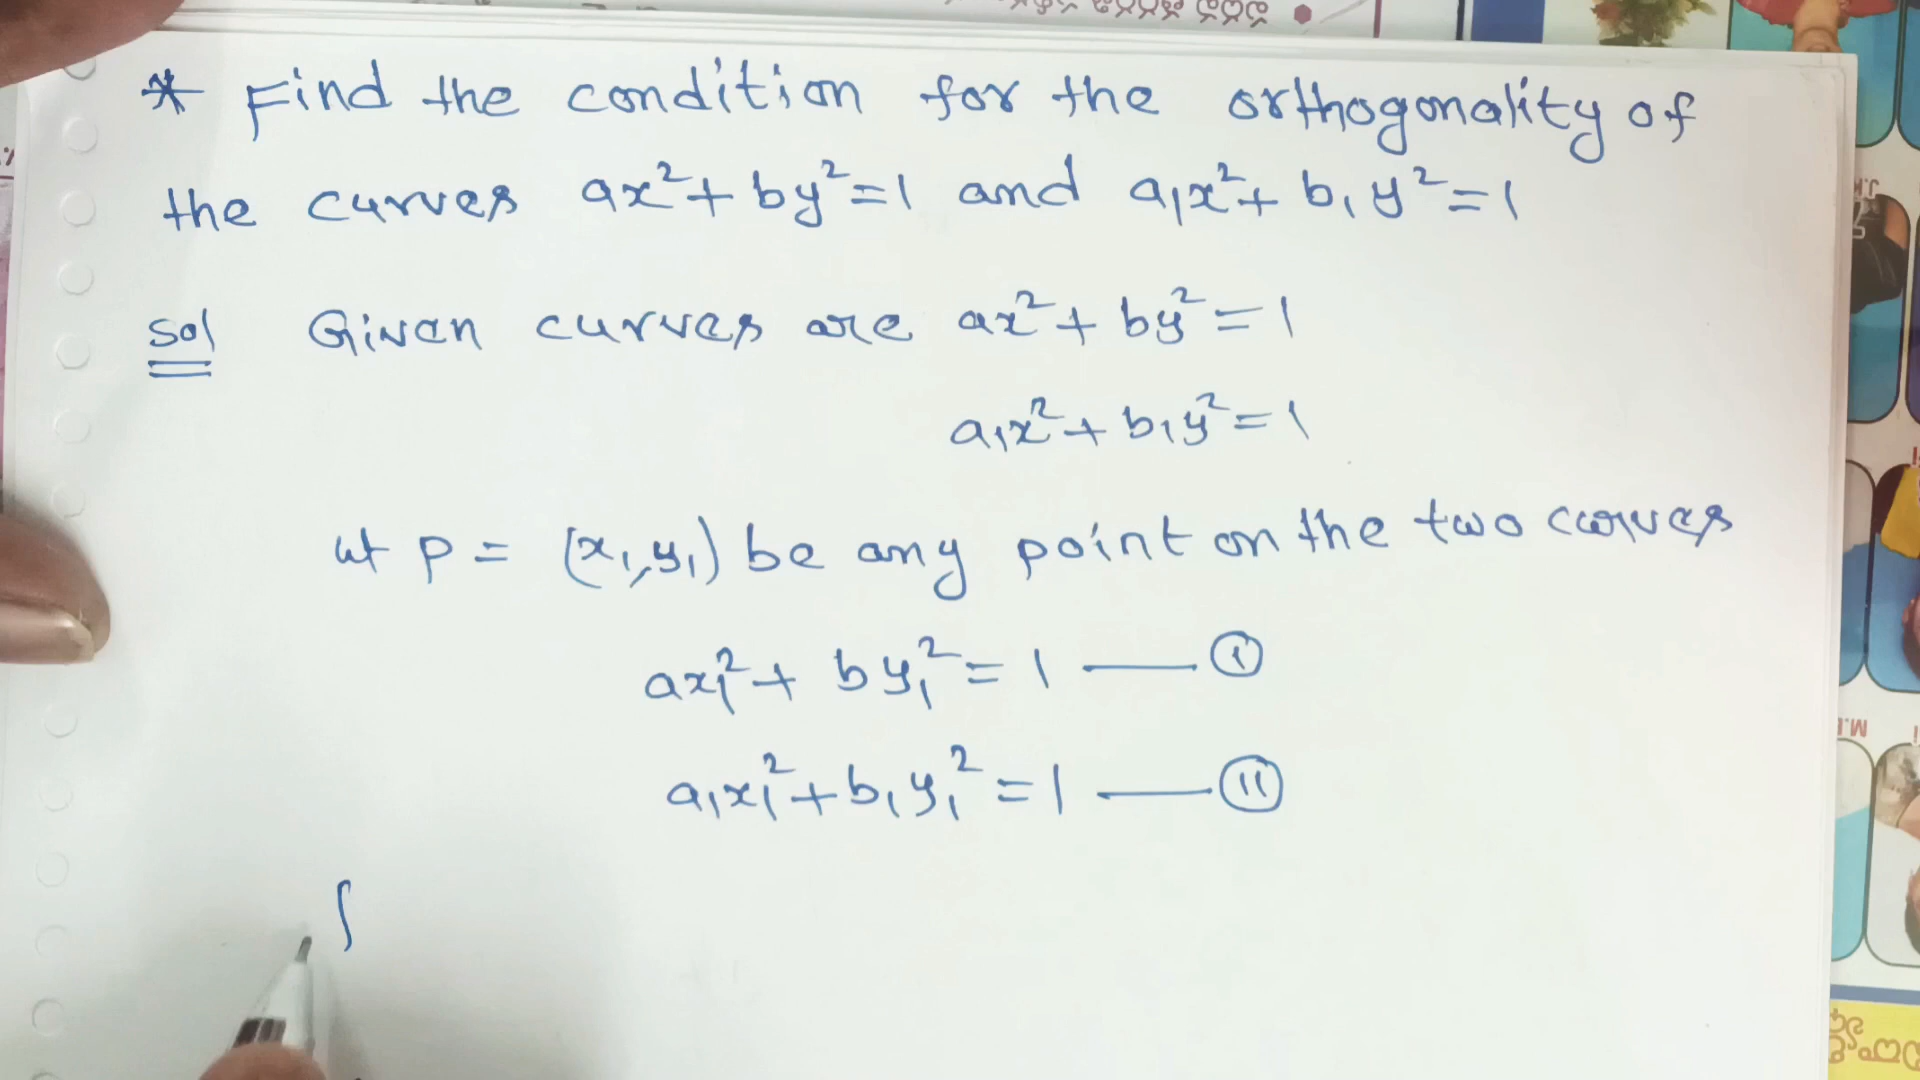 * Find the condition for the orthogonality of
the curves ax²+ by²=1 and a₁x²+ b₁y²=1
Sol Given curves are ax²+ by²=1
a₁x²+ b₁y²=1
let p = (x₁,y₁) be any point on the two curves
ax₁²+ by₁²=1 —— (i)
a₁x₁²+b₁y₁²=1 —— (ii)